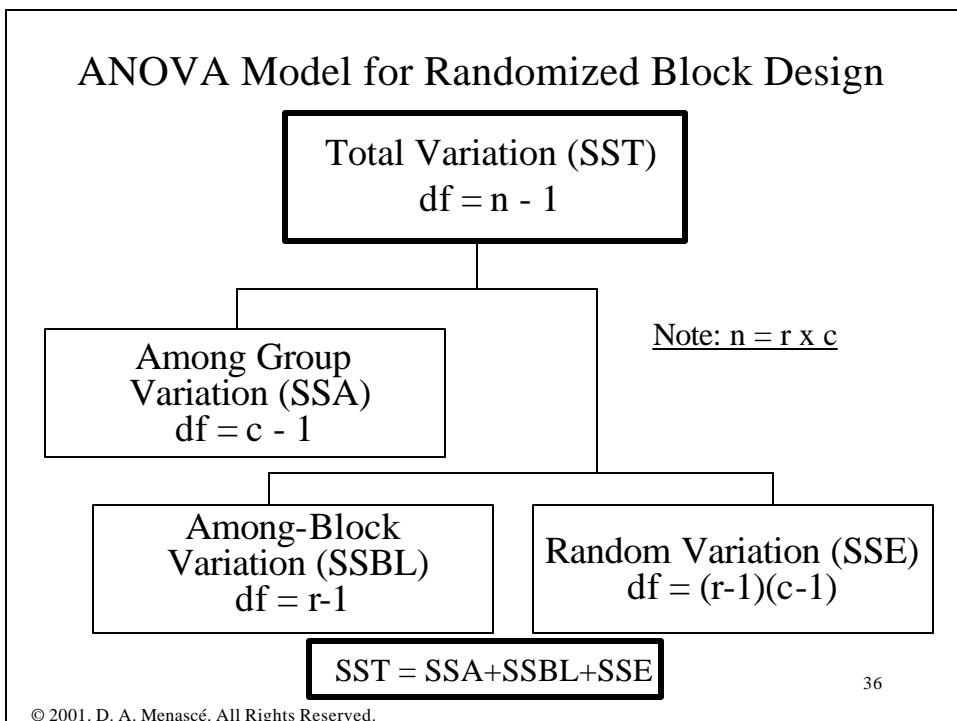 ANOVA Model for Randomized Block Design
Total Variation (SST)
df = n - 1
Note: n = r x c
Among Group
Variation (SSA)
df = c - 1
Among-Block
Variation (SSBL)
df = r-1
Random Variation (SSE)
df = (r-1)(c-1)
SST = SSA+SSBL+SSE
36
© 2001. D. A. Menascé. All Rights Reserved.